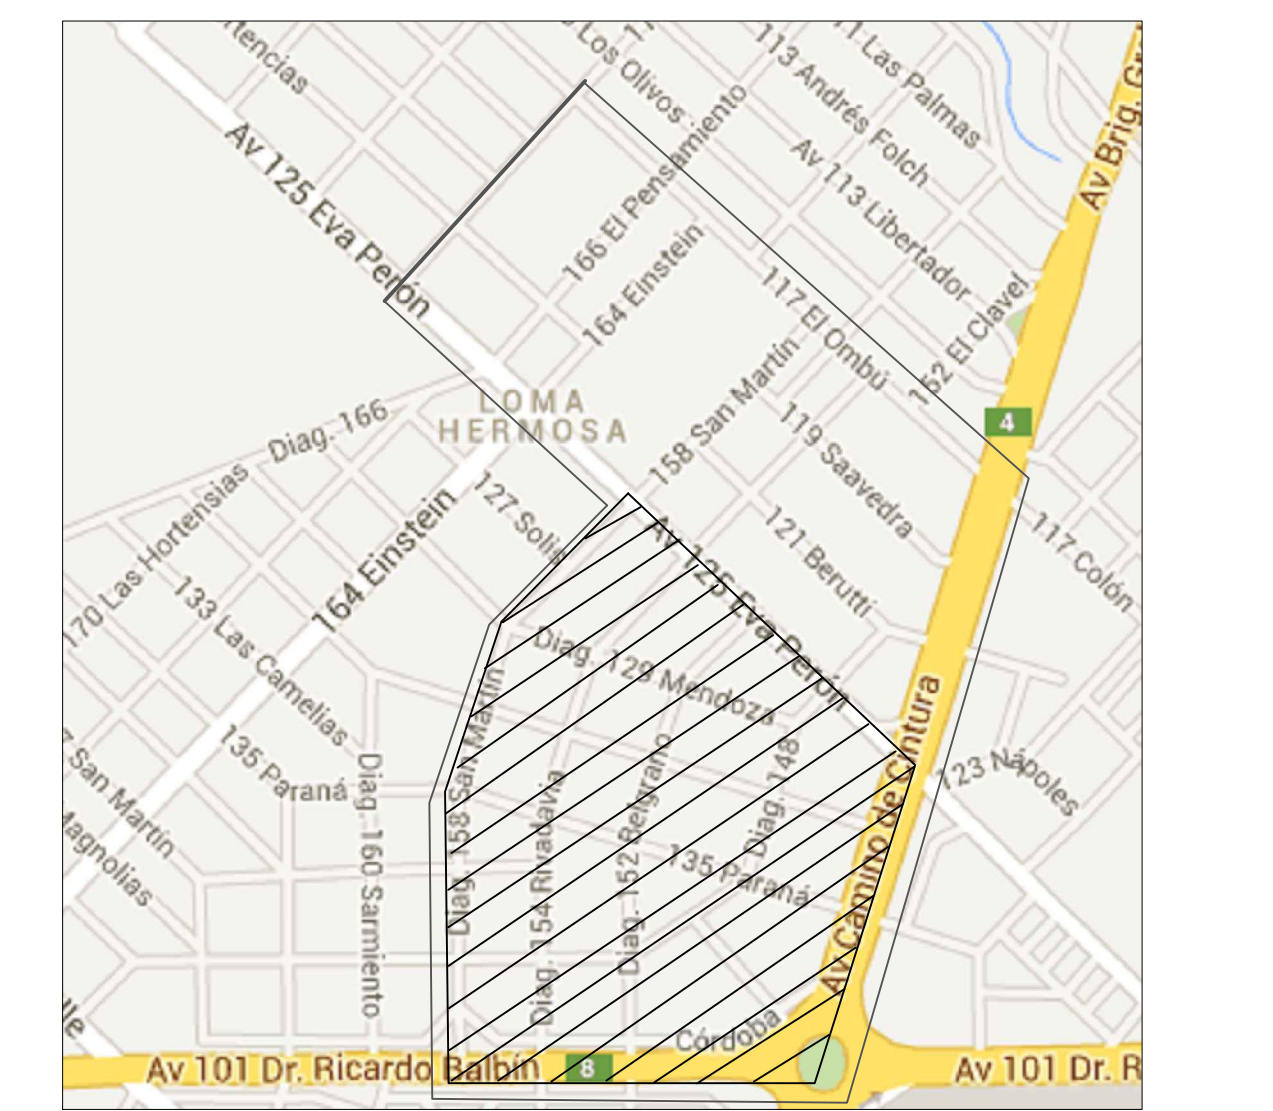 rtencias
Los Olivos
113 Andrés Folch
Las Palmas
Av Brig. Gra
Av 125 Eva Perón
166 El Pensamiento
Av 113 Libertador
164 Einstein
117 El Ombú
152 El Clavel
LOMA
HERMOSA
158 San Martín
119 Saavedra
4
Diag. 166
170 Las Hortensias
164 Einstein
127 Solís
Av 125 Eva Perón
121 Berutti
117 Colón
133 Las Camelias
Diag. 129 Mendoza
135 Paraná
San Martín
Magnolias
Diag. 160 Sarmiento
Diag. 158 San Martín
Diag. 154 Rivadavia
Diag. 152 Belgrano
Diag. 148
135 Paraná
Av Camino de Cintura
123 Nápoles
lle
Córdoba
Av 101 Dr. Ricardo Balbín
8
Av 101 Dr. R